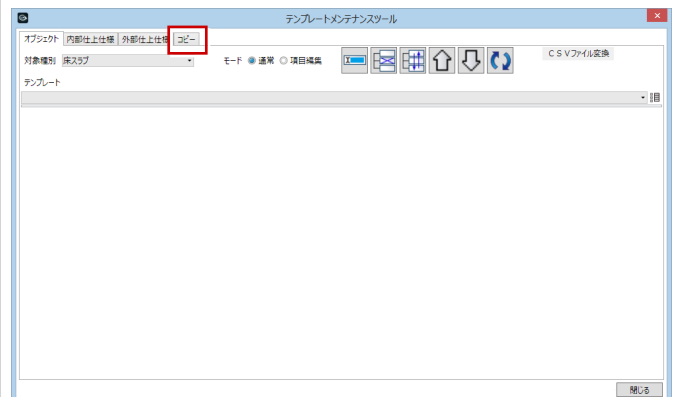 テンプレートメンテナンスツール
オブジェクト 内部仕上仕様 外部仕上仕様 コピー
対象種別 床スラブ モード 通常 項目編集 CSVファイル変換
テンプレート
閉じる